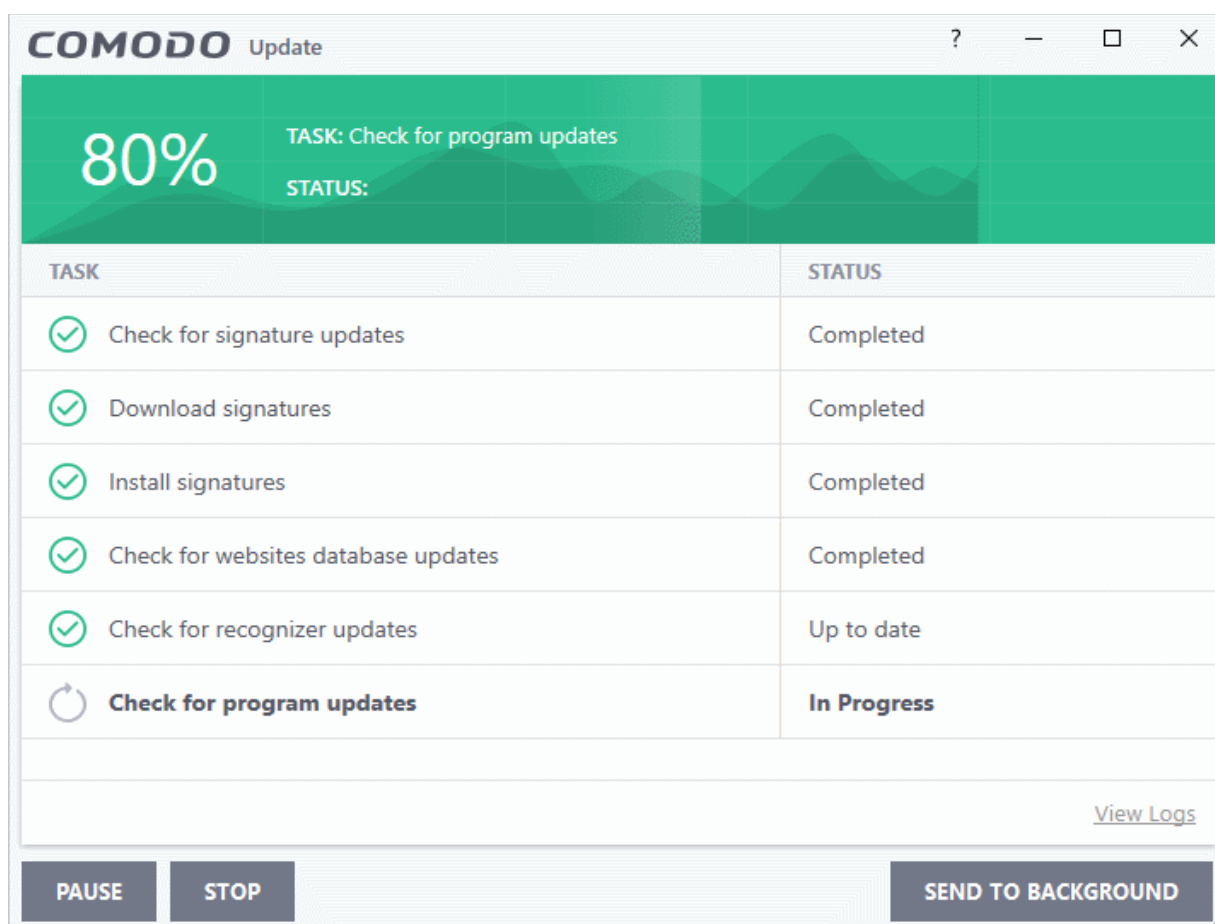 COMODO Update ?
80%
TASK: Check for program updates
STATUS:
TASK STATUS
Check for signature updates Completed
Download signatures Completed
Install signatures Completed
Check for websites database updates Completed
Check for recognizer updates Up to date
Check for program updates In Progress
View Logs
PAUSE STOP SEND TO BACKGROUND